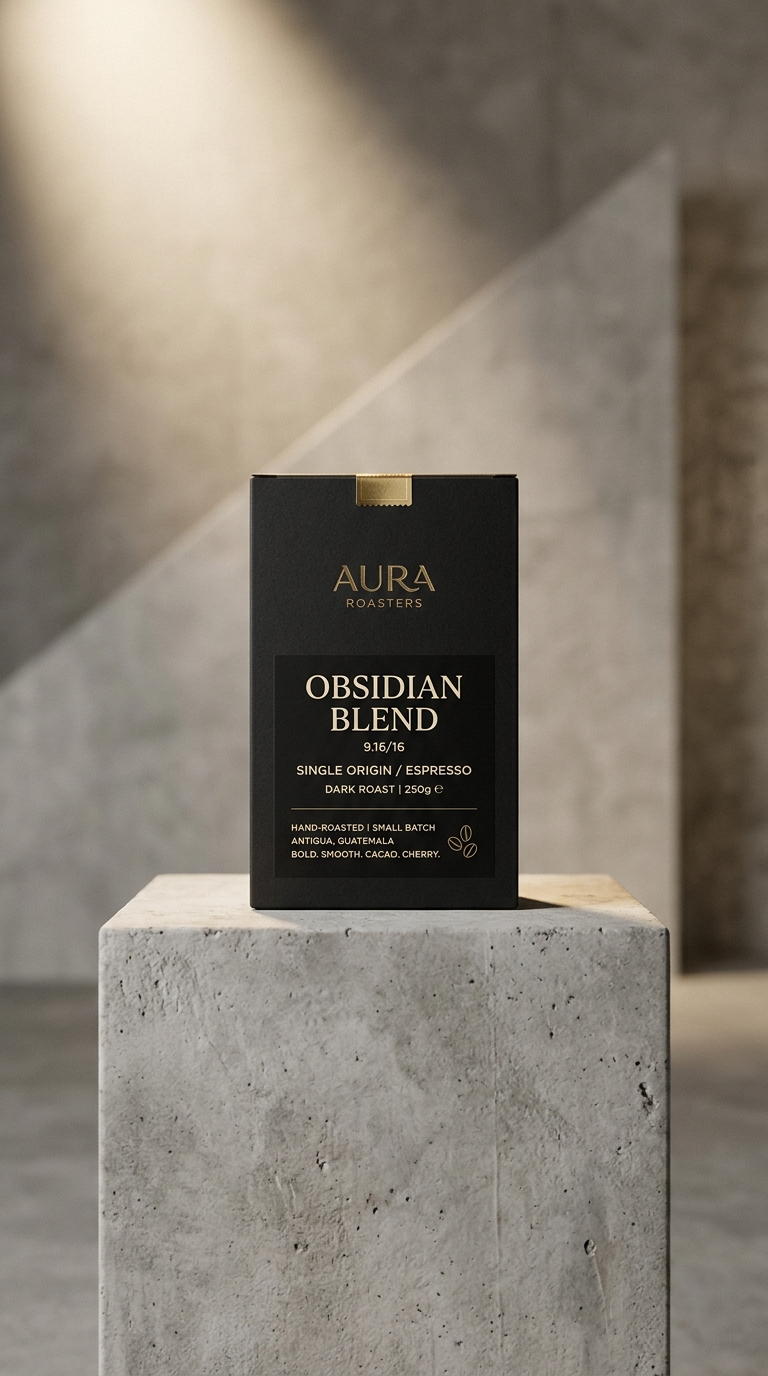 AURA
ROASTERS
OBSIDIAN
BLEND
9.16/16
SINGLE ORIGIN / ESPRESSO
DARK ROAST | 250g ℮
HAND-ROASTED | SMALL BATCH
ANTIGUA, GUATEMALA
BOLD. SMOOTH. CACAO. CHERRY.